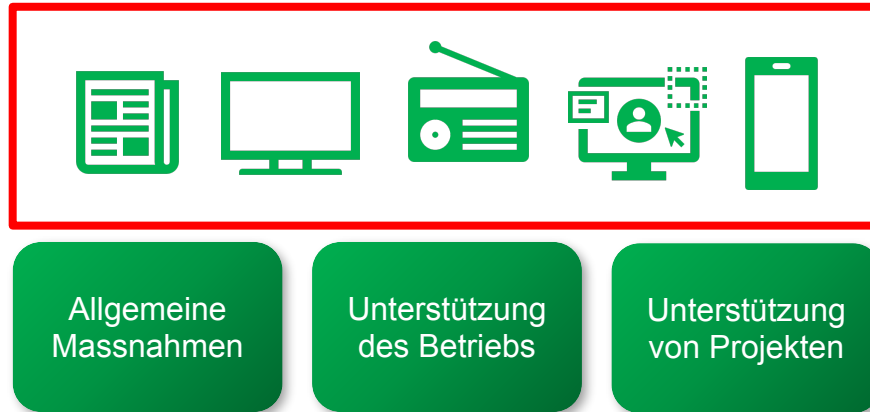 Allgemeine
Massnahmen
Unterstützung
des Betriebs
Unterstützung
von Projekten